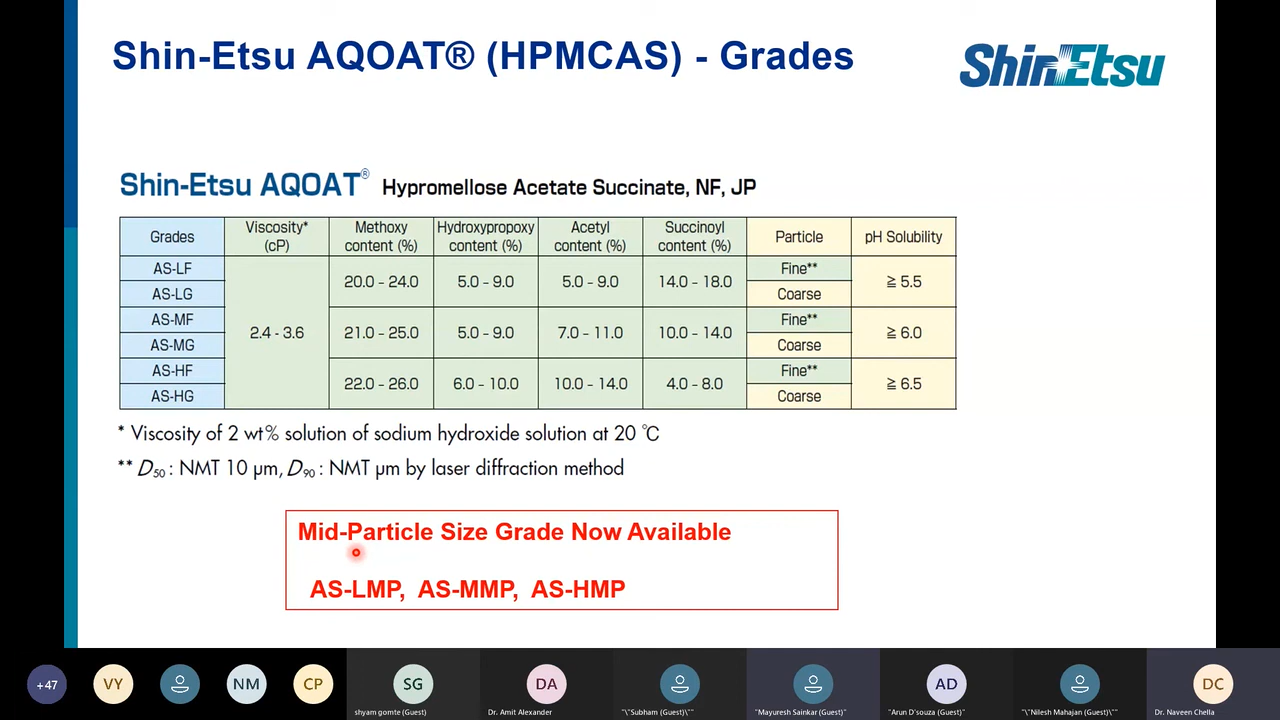 Shin-Etsu AQOAT® (HPMCAS) - Grades
ShinEtsu
Shin-Etsu AQOAT® Hypromellose Acetate Succinate, NF, JP
Grades Viscosity* (cP) Methoxy content (%) Hydroxypropoxy content (%) Acetyl content (%) Succinoyl content (%) Particle pH Solubility
AS-LF 2.4 - 3.6 20.0 - 24.0 5.0 - 9.0 5.0 - 9.0 14.0 - 18.0 Fine** ≧ 5.5
AS-LG Coarse
AS-MF 21.0 - 25.0 5.0 - 9.0 7.0 - 11.0 10.0 - 14.0 Fine** ≧ 6.0
AS-MG Coarse
AS-HF 22.0 - 26.0 6.0 - 10.0 10.0 - 14.0 4.0 - 8.0 Fine** ≧ 6.5
AS-HG Coarse
* Viscosity of 2 wt% solution of sodium hydroxide solution at 20 ℃
** D50 : NMT 10 µm, D90 : NMT µm by laser diffraction method
Mid-Particle Size Grade Now Available
AS-LMP, AS-MMP, AS-HMP
+47 VY NM CP SG DA AD DC
shyam gomte (Guest) Dr. Amit Alexander "\"Subham (Guest)\"" "Mayuresh Sainkar (Guest)" "Arun D'souza (Guest)" "\"Nilesh Mahajan (Guest)\"" Dr. Naveen Chella